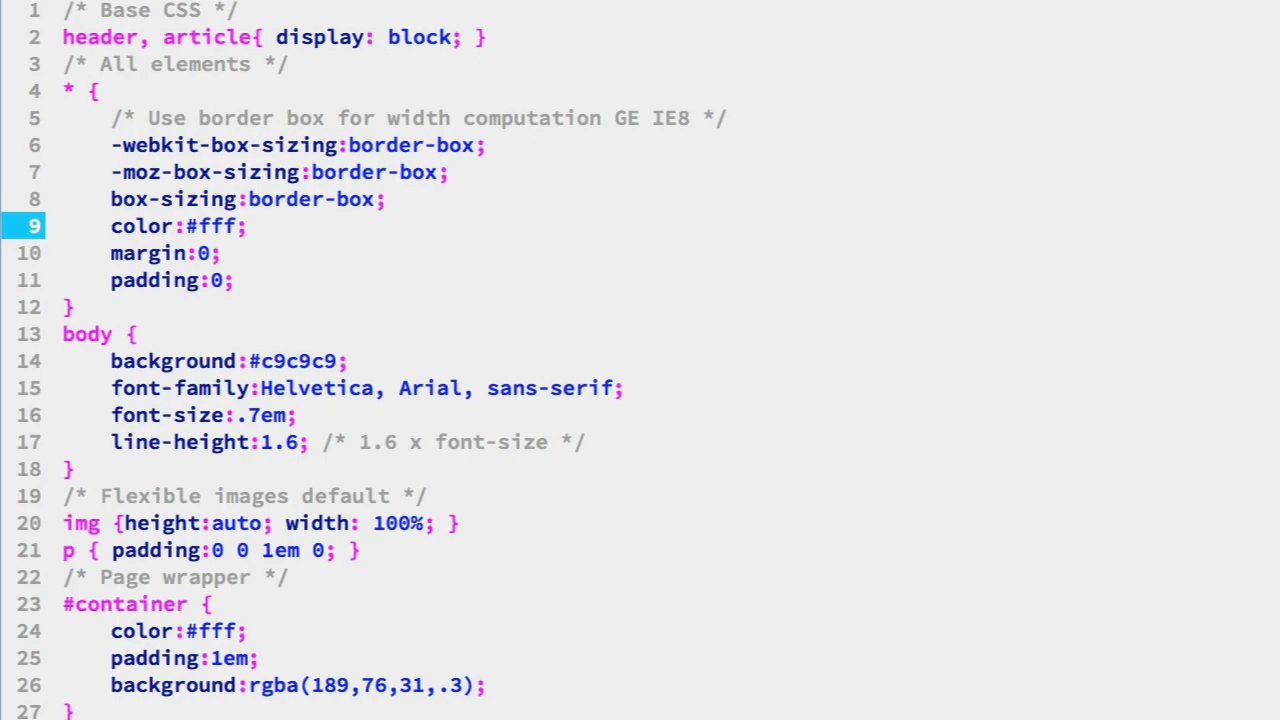 1 /* Base CSS */
2 header, article{ display: block; }
3 /* All elements */
4 * {
5 /* Use border box for width computation GE IE8 */
6 -webkit-box-sizing:border-box;
7 -moz-box-sizing:border-box;
8 box-sizing:border-box;
9 color:#fff;
10 margin:0;
11 padding:0;
12 }
13 body {
14 background:#c9c9c9;
15 font-family:Helvetica, Arial, sans-serif;
16 font-size:.7em;
17 line-height:1.6; /* 1.6 x font-size */
18 }
19 /* Flexible images default */
20 img {height:auto; width: 100%; }
21 p { padding:0 0 1em 0; }
22 /* Page wrapper */
23 #container {
24 color:#fff;
25 padding:1em;
26 background:rgba(189,76,31,.3);
27 }